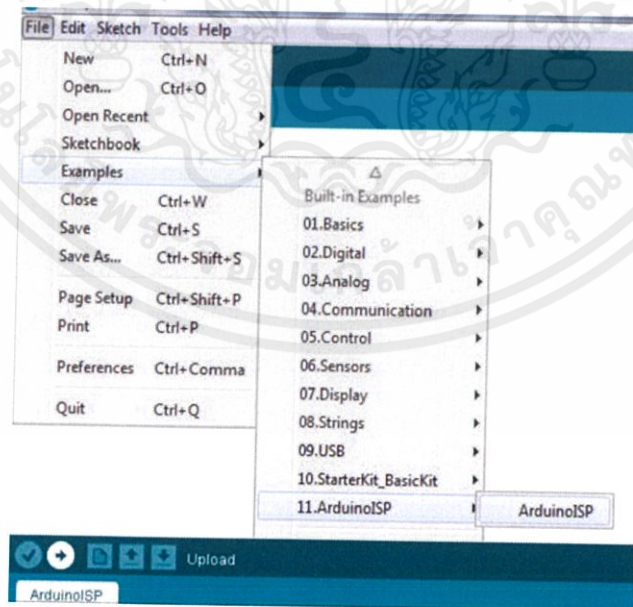 File Edit Sketch Tools Help
New Ctrl+N
Open... Ctrl+O
Open Recent
Sketchbook
Examples
Close Ctrl+W
Save Ctrl+S
Save As... Ctrl+Shift+S
Page Setup Ctrl+Shift+P
Print Ctrl+P
Preferences Ctrl+Comma
Quit Ctrl+Q
Built-in Examples
01.Basics
02.Digital
03.Analog
04.Communication
05.Control
06.Sensors
07.Display
08.Strings
09.USB
10.StarterKit_BasicKit
11.ArduinoISP
ArduinoISP
Upload
ArduinoISP